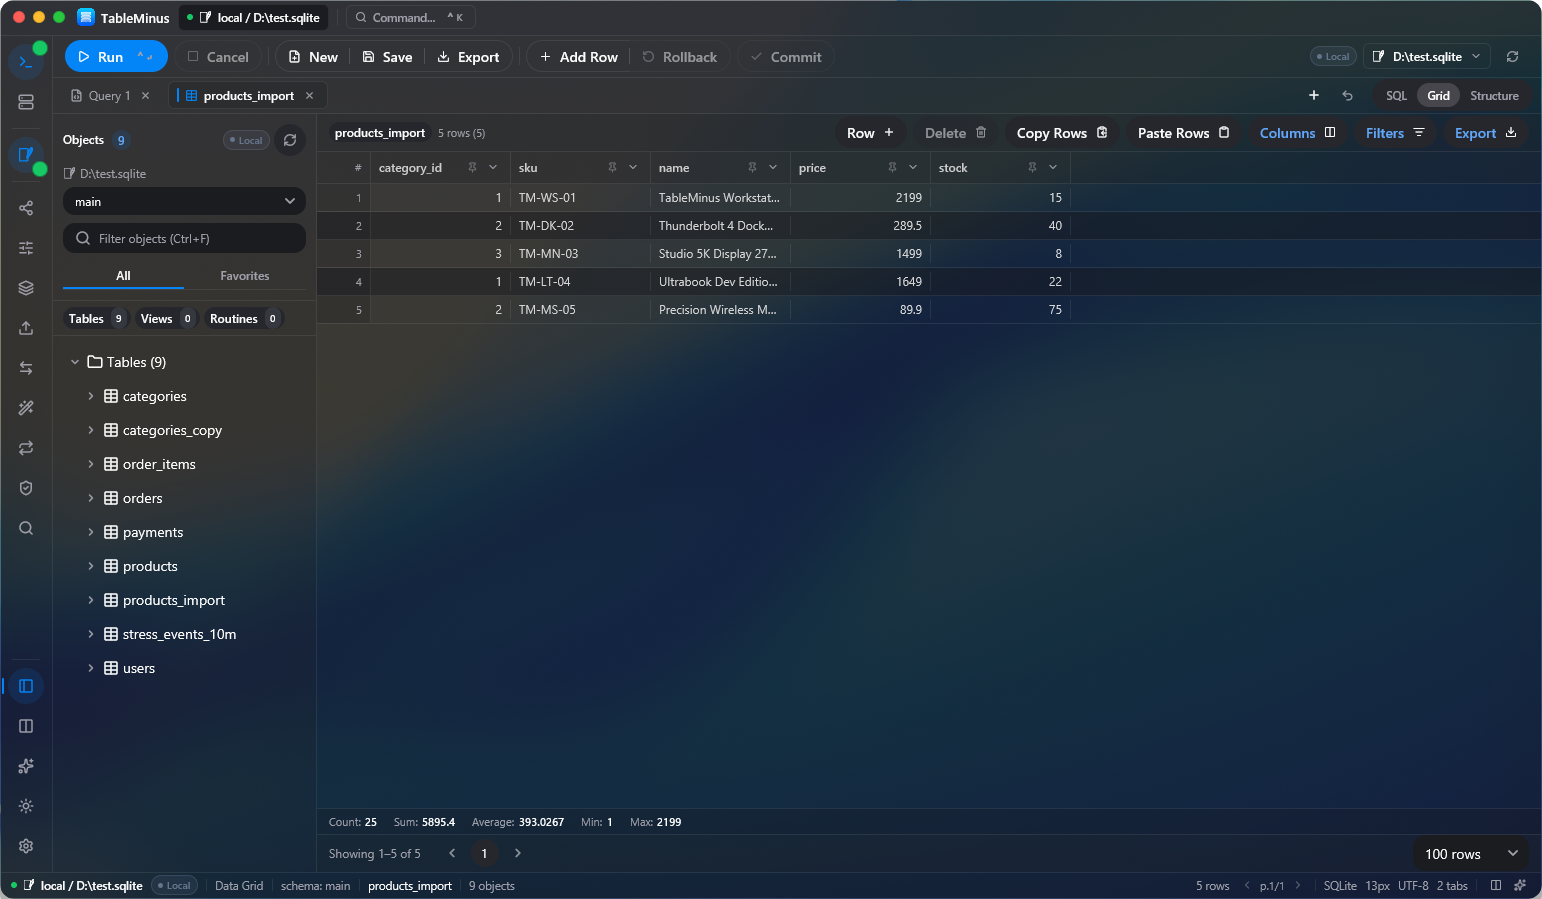 TableMinus local / D:\test.sqlite Command... ^ K
Run Cancel New Save Export Add Row Rollback Commit Local D:\test.sqlite
Query 1 products_import SQL Grid Structure
Objects 9 Local
D:\test.sqlite
main
Filter objects (Ctrl+F)
All Favorites
Tables 9 Views 0 Routines 0
Tables (9)
categories
categories_copy
order_items
orders
payments
products
products_import
stress_events_10m
users
products_import 5 rows (5) Row + Delete Copy Rows Paste Rows Columns Filters Export
# category_id sku name price stock
1 1 TM-WS-01 TableMinus Workstat... 2199 15
2 2 TM-DK-02 Thunderbolt 4 Dock... 289.5 40
3 3 TM-MN-03 Studio 5K Display 27... 1499 8
4 1 TM-LT-04 Ultrabook Dev Editio... 1649 22
5 2 TM-MS-05 Precision Wireless M... 89.9 75
Count: 25 Sum: 5895.4 Average: 393.0267 Min: 1 Max: 2199
Showing 1–5 of 5 1 100 rows
local / D:\test.sqlite Local Data Grid schema: main products_import 9 objects 5 rows p.1/1 SQLite 13px UTF-8 2 tabs